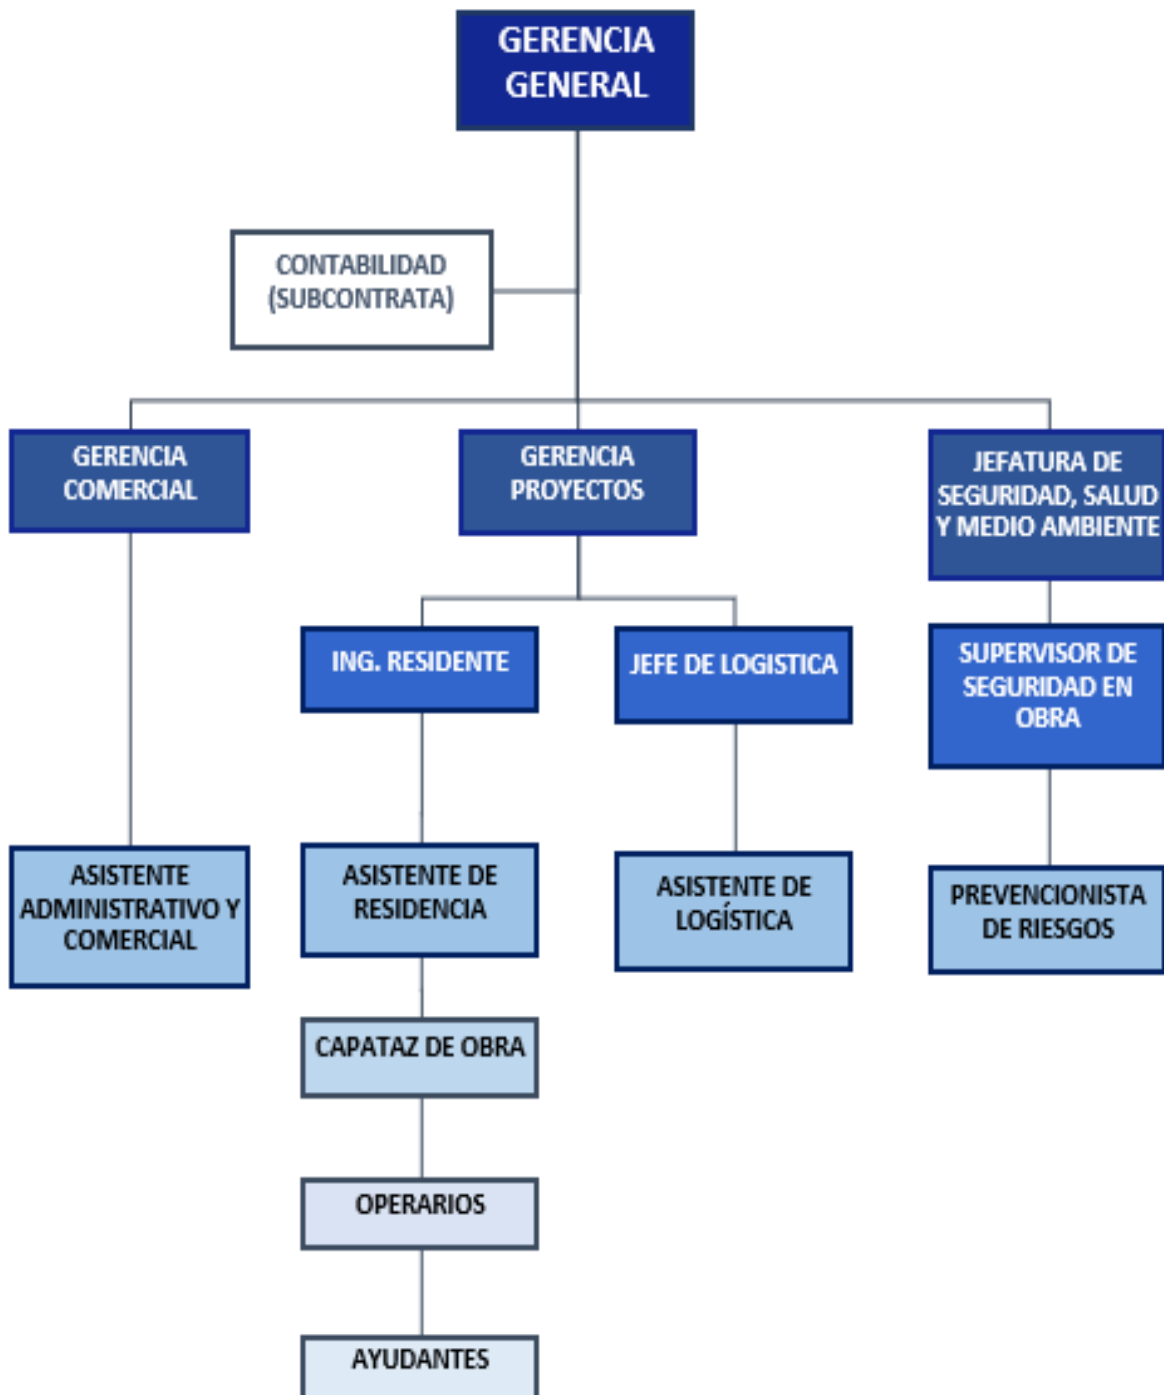 GERENCIA
GENERAL
CONTABILIDAD
(SUBCONTRATA)
GERENCIA
COMERCIAL
GERENCIA
PROYECTOS
JEFATURA DE
SEGURIDAD, SALUD
Y MEDIO AMBIENTE
ING. RESIDENTE
JEFE DE LOGISTICA
SUPERVISOR DE
SEGURIDAD EN
OBRA
ASISTENTE
ADMINISTRATIVO Y
COMERCIAL
ASISTENTE DE
RESIDENCIA
ASISTENTE DE
LOGÍSTICA
PREVENCIONISTA
DE RIESGOS
CAPATAZ DE OBRA
OPERARIOS
AYUDANTES